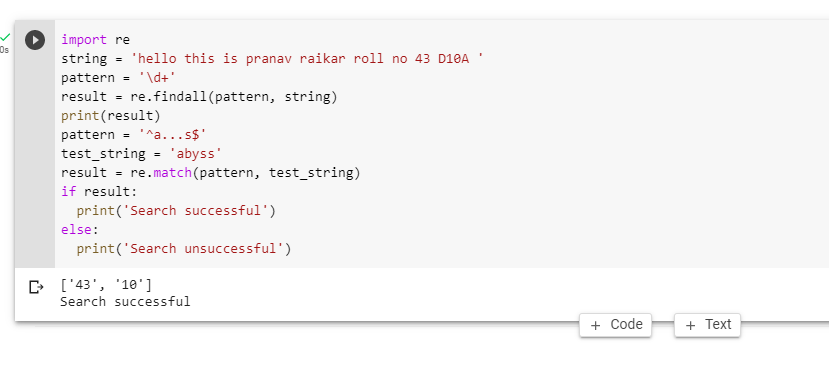 0s
import re
string = 'hello this is pranav raikar roll no 43 D10A '
pattern = '\d+'
result = re.findall(pattern, string)
print(result)
pattern = '^a...s$'
test_string = 'abyss'
result = re.match(pattern, test_string)
if result:
  print('Search successful')
else:
  print('Search unsuccessful')
['43', '10']
Search successful
+ Code + Text